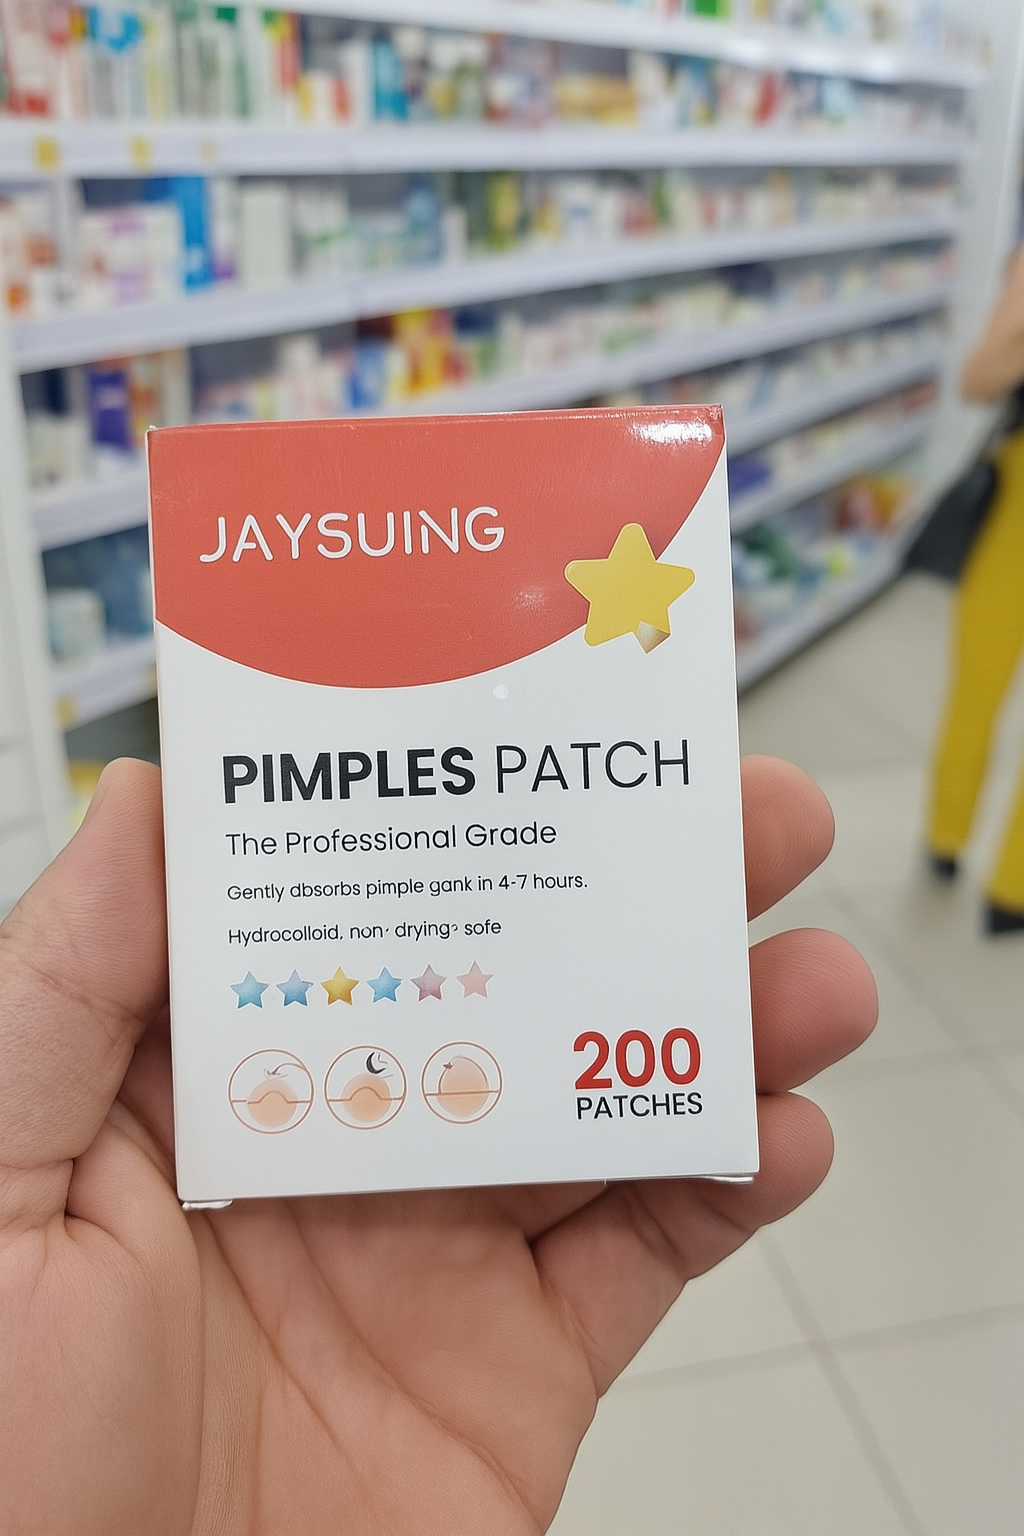 JAYSUING
PIMPLES PATCH
The Professional Grade
Gently dbsorbs pimple gank in 4-7 hours.
Hydrocolloid, non· drying› sofe
200
PATCHES